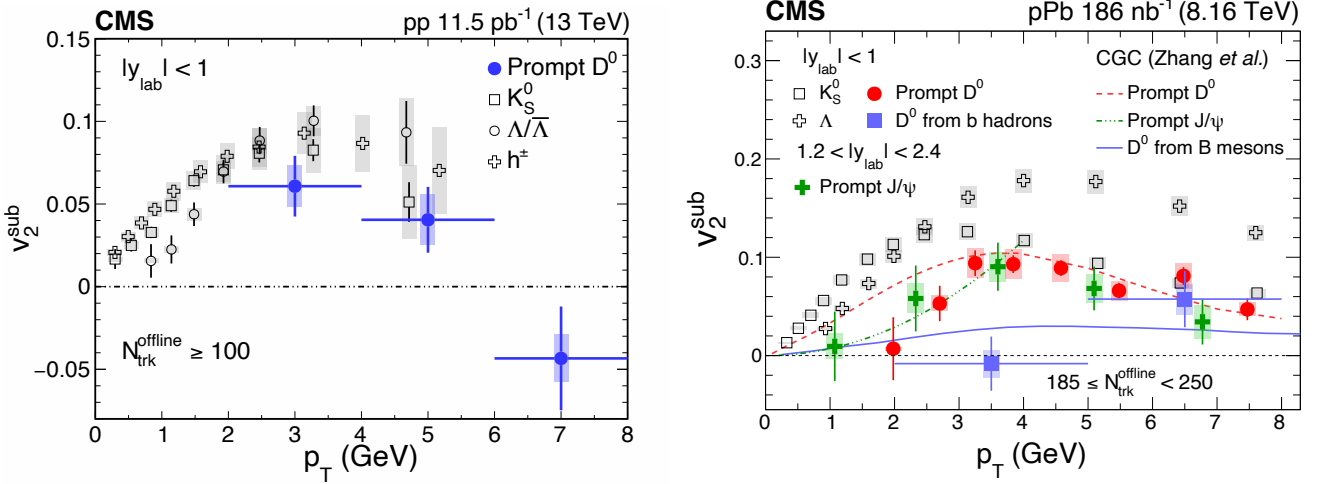 CMS
pp 11.5 pb⁻¹ (13 TeV)
|y_lab| < 1
Prompt D⁰
K⁰_S
Λ/Λ̅
h±
N_trk^offline ≥ 100
v₂^sub
0.15
0.1
0.05
0
−0.05
0 1 2 3 4 5 6 7 8
p_T (GeV)
CMS
pPb 186 nb⁻¹ (8.16 TeV)
|y_lab| < 1
K⁰_S
Prompt D⁰
Λ
D⁰ from b hadrons
1.2 < |y_lab| < 2.4
Prompt J/ψ
CGC (Zhang et al.)
Prompt D⁰
Prompt J/ψ
D⁰ from B mesons
185 ≤ N_trk^offline < 250
v₂^sub
0.3
0.2
0.1
0
0 1 2 3 4 5 6 7 8
p_T (GeV)